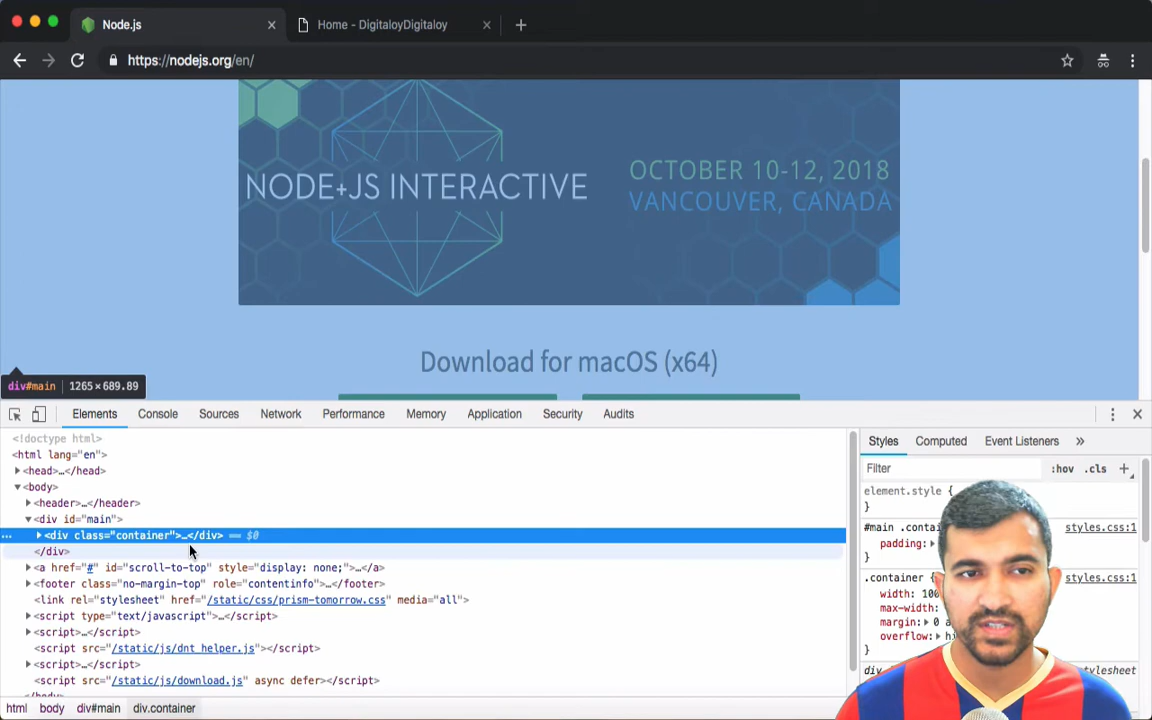 Node.js
Home - DigitaloyDigitaloy
https://nodejs.org/en/
NODE+JS INTERACTIVE
OCTOBER 10-12, 2018
VANCOUVER, CANADA
Download for macOS (x64)
div#main | 1265×689.89
Elements Console Sources Network Performance Memory Application Security Audits
<!doctype html>
<html lang="en">
<head>…</head>
<body>
<header>…</header>
<div id="main">
<div class="container">…</div> == $0
</div>
<a href="#" id="scroll-to-top" style="display: none;">…</a>
<footer class="no-margin-top" role="contentinfo">…</footer>
<link rel="stylesheet" href="/static/css/prism-tomorrow.css" media="all">
<script type="text/javascript">…</script>
<script>…</script>
<script src="/static/js/dnt_helper.js"></script>
<script>…</script>
<script src="/static/js/download.js" async defer></script>
html body div#main div.container
Styles Computed Event Listeners »
Filter :hov .cls +
element.style {
}
#main .contai styles.css:1
padding:
}
.container { styles.css:1
width: 100
max-width:
margin: 0 a
overflow: h
}
div